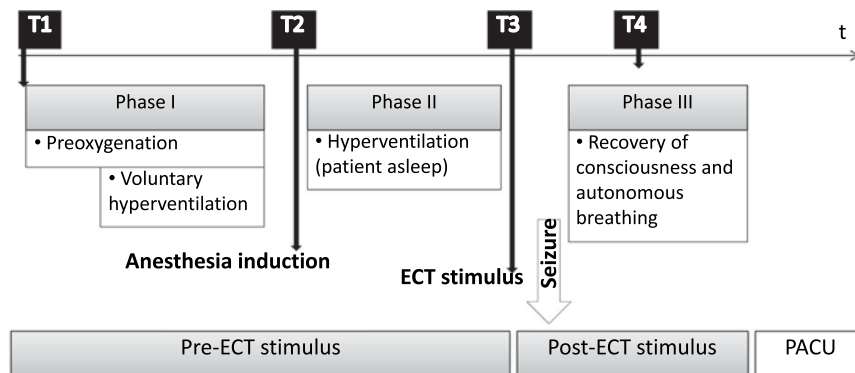 T1
T2
T3
T4
t
Phase I
Phase II
Phase III
• Preoxygenation
• Voluntary
hyperventilation
• Hyperventilation
(patient asleep)
• Recovery of
consciousness and
autonomous
breathing
Anesthesia induction
ECT stimulus
Seizure
Pre-ECT stimulus
Post-ECT stimulus
PACU